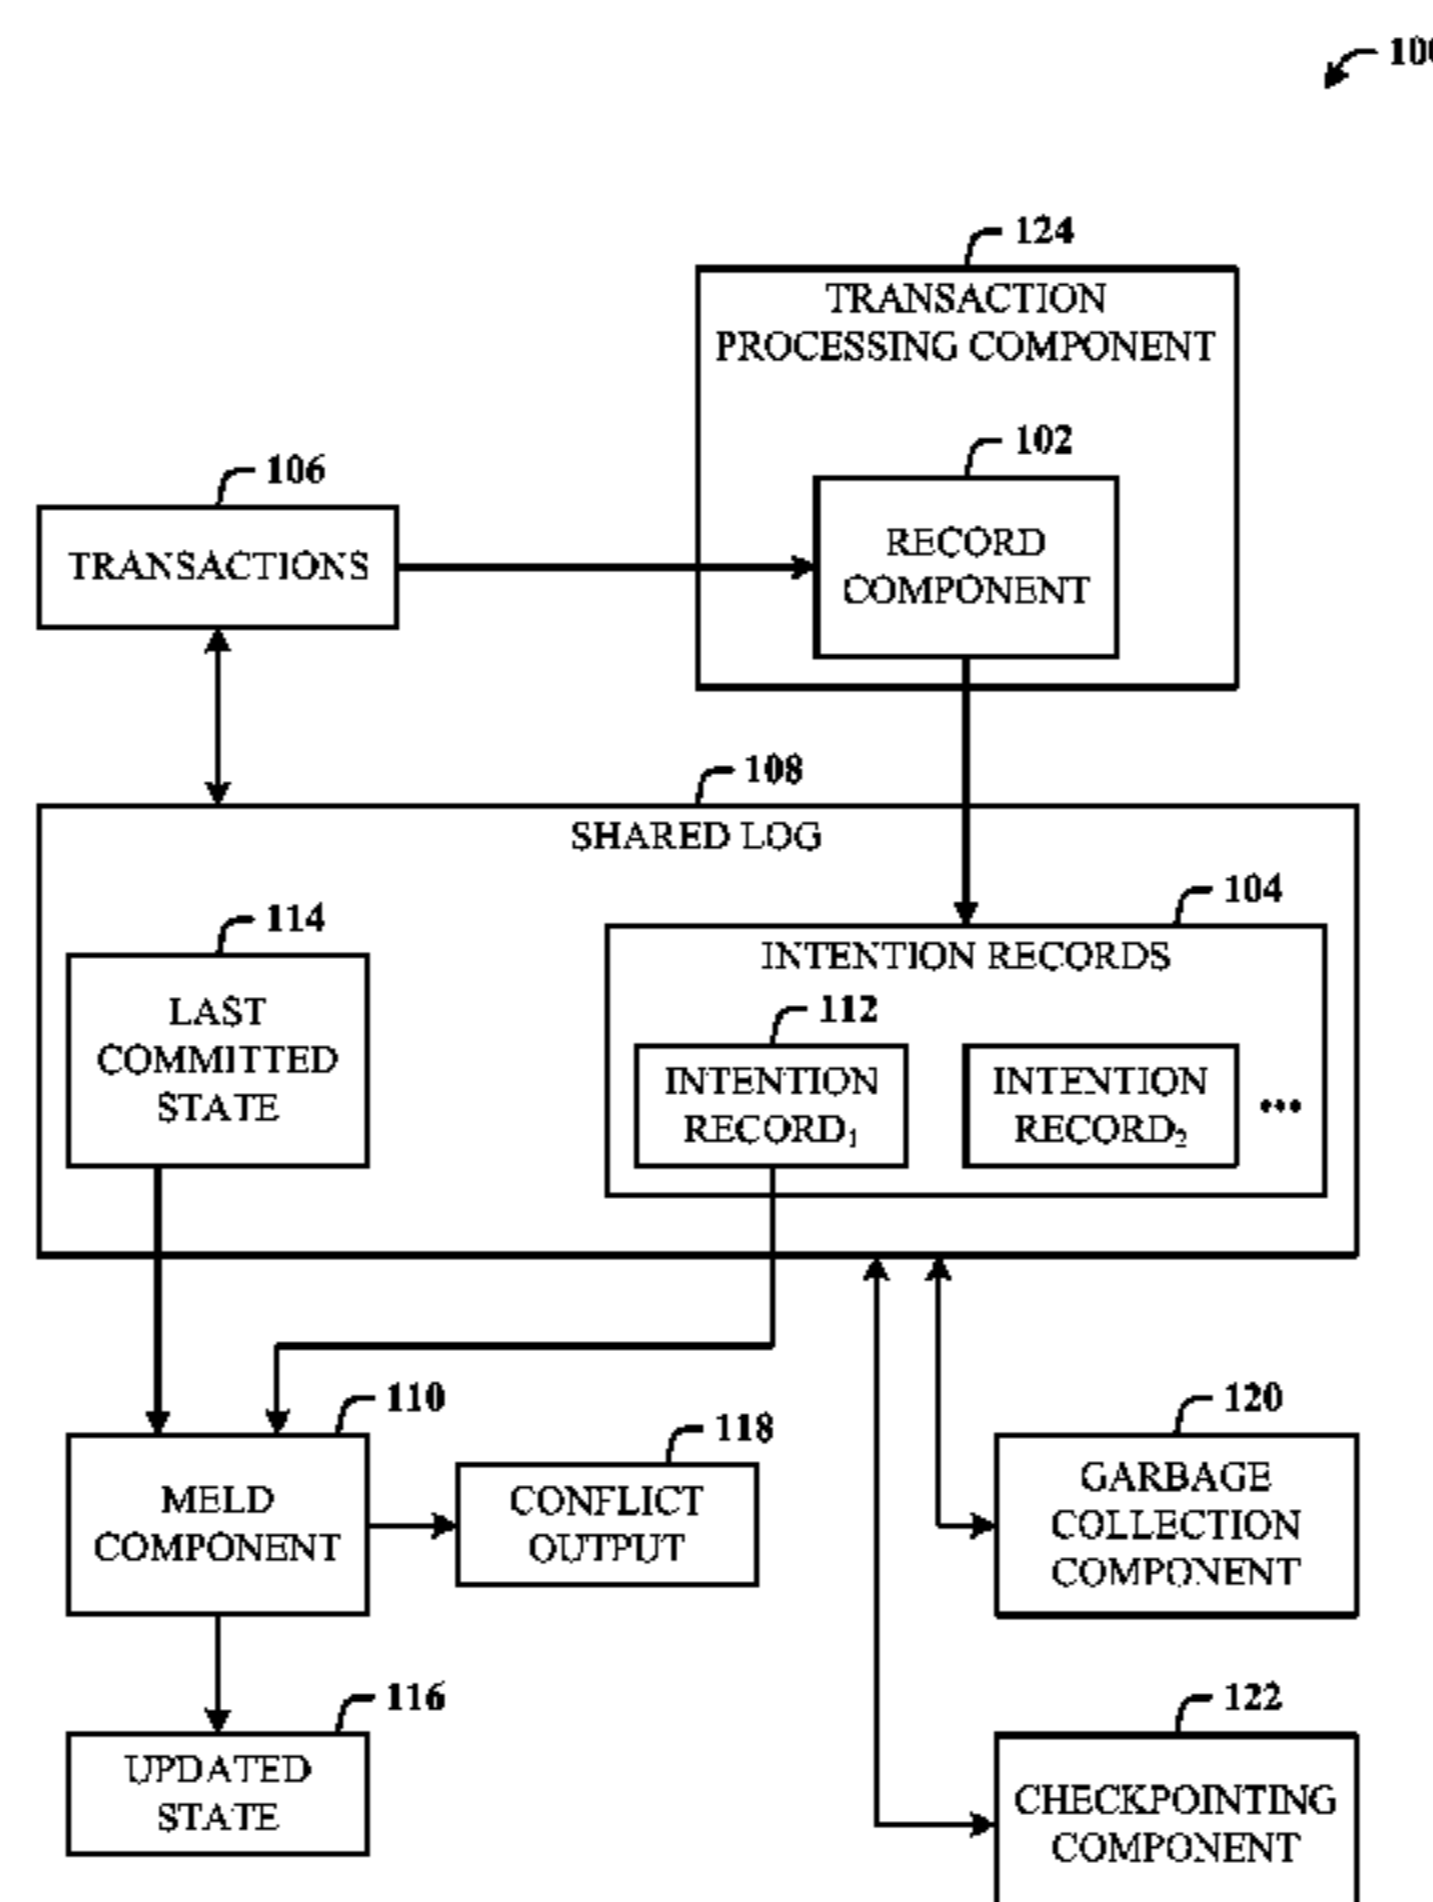 124
TRANSACTION
PROCESSING COMPONENT
102
RECORD
COMPONENT
106
TRANSACTIONS
108
SHARED LOG
114
LAST
COMMITTED
STATE
104
INTENTION RECORDS
112
INTENTION
RECORD₁
INTENTION
RECORD₂
•••
110
MELD
COMPONENT
118
CONFLICT
OUTPUT
120
GARBAGE
COLLECTION
COMPONENT
116
UPDATED
STATE
122
CHECKPOINTING
COMPONENT